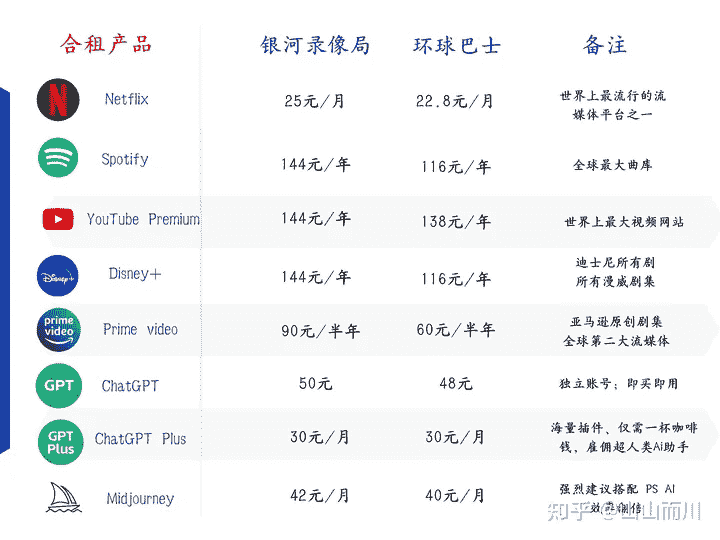 合租产品 银河录像局 环球巴士 备注
N Netflix 25元/月 22.8元/月 世界上最流行的流
媒体平台之一
Spotify 144元/年 116元/年 全球最大曲库
YouTube Premium 144元/年 138元/年 世界上最大视频网站
Disney+ Disney+ 144元/年 116元/年 迪士尼所有剧
所有漫威剧集
prime
video Prime video 90元/半年 60元/半年 亚马逊原创剧集
全球第二大流媒体
GPT ChatGPT 50元 48元 独立账号；即买即用
GPT
Plus ChatGPT Plus 30元/月 30元/月 海量插件、仅需一杯咖啡
钱，雇佣超人类Ai助手
Midjourney 42元/月 40元/月 强烈建议搭配 PS AI
效果翻倍
知乎 @山山而川